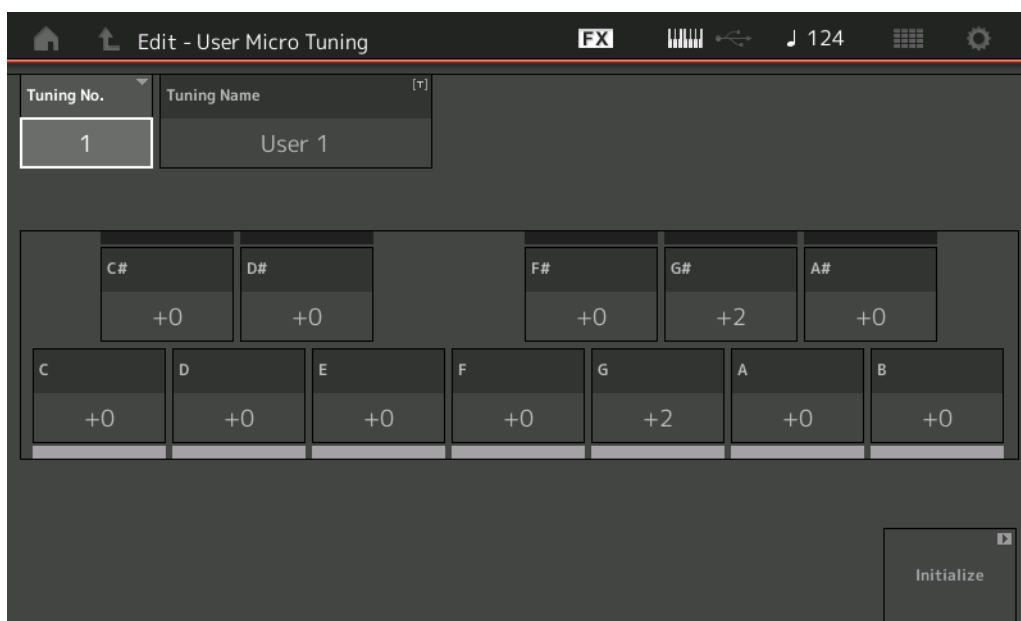 Edit - User Micro Tuning FX ♩ 124
Tuning No. Tuning Name [T]
1 User 1
C# D# F# G# A#
+0 +0 +0 +2 +0
C D E F G A B
+0 +0 +0 +0 +2 +0 +0
Initialize